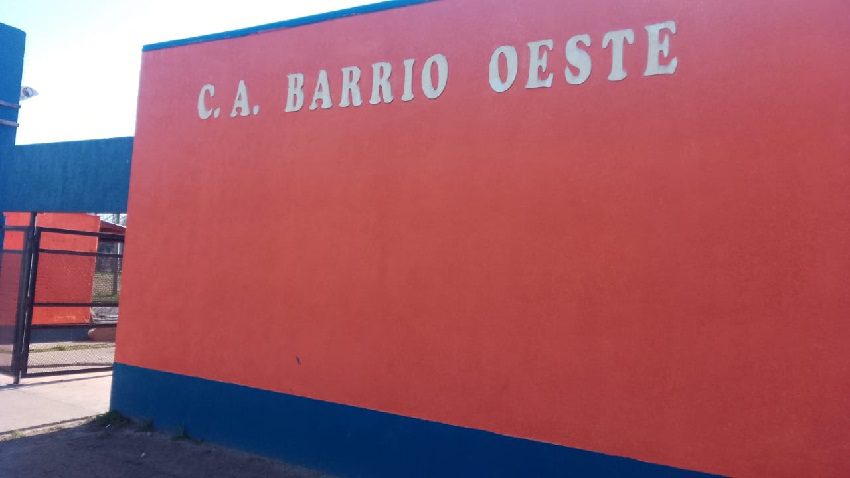 C. A. BARRIO OESTE